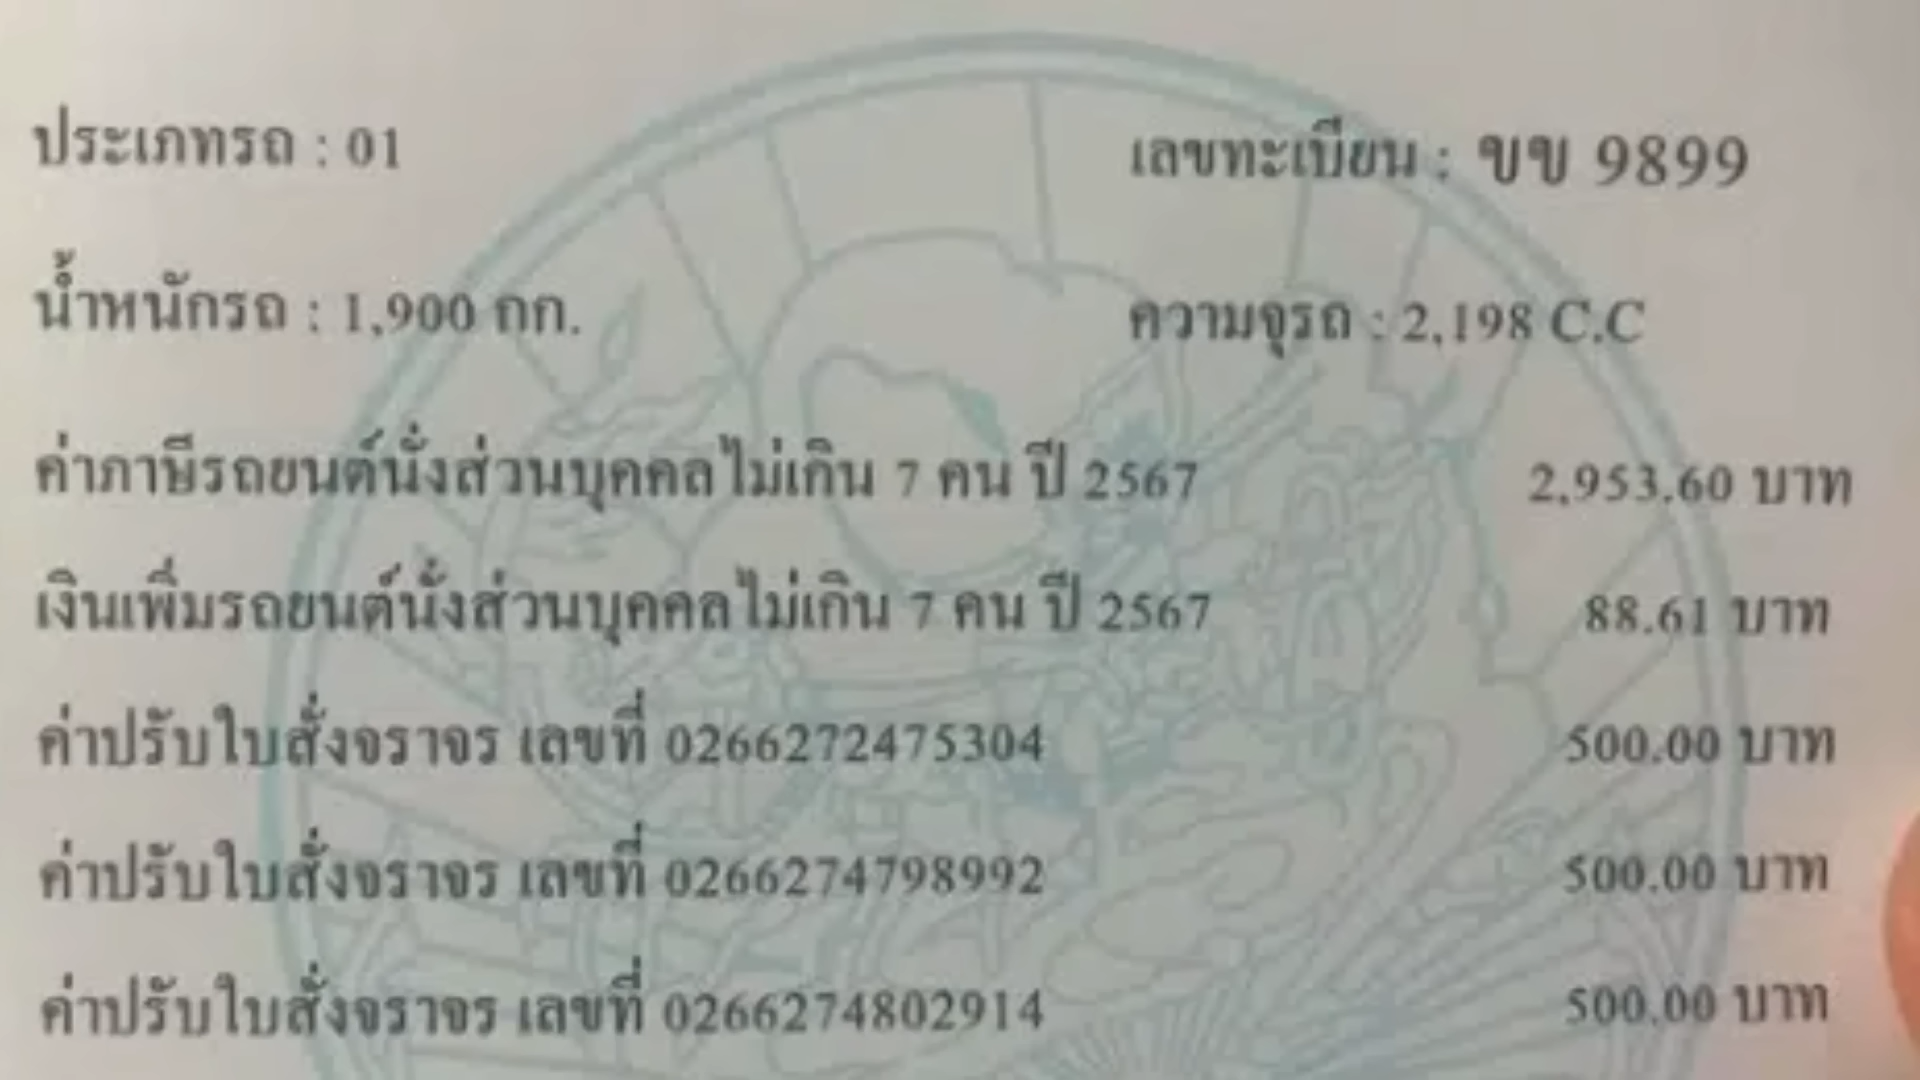 ประเภทรถ : 01 เลขทะเบียน : ขข 9899
น้ำหนักรถ : 1,900 กก. ความจุรถ : 2,198 C.C
ค่าภาษีรถยนต์นั่งส่วนบุคคลไม่เกิน 7 คน ปี 2567 2,953.60 บาท
เงินเพิ่มรถยนต์นั่งส่วนบุคคลไม่เกิน 7 คน ปี 2567 88.61 บาท
ค่าปรับใบสั่งจราจร เลขที่ 0266272475304 500.00 บาท
ค่าปรับใบสั่งจราจร เลขที่ 0266274798992 500.00 บาท
ค่าปรับใบสั่งจราจร เลขที่ 0266274802914 500.00 บาท